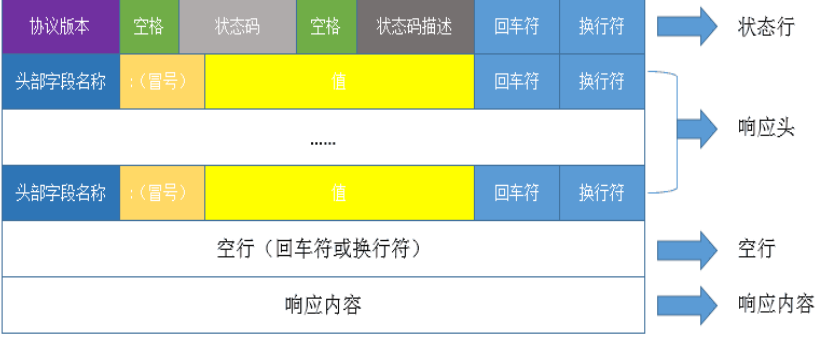 协议版本 空格 状态码 空格 状态码描述 回车符 换行符 状态行
头部字段名称 :（冒号） 值 回车符 换行符
...... 响应头
头部字段名称 :（冒号） 值 回车符 换行符
空行（回车符或换行符） 空行
响应内容 响应内容